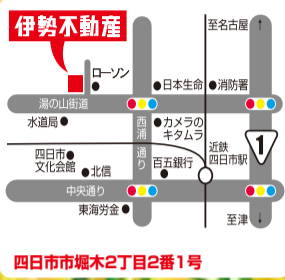 伊勢不動産
至名古屋
ローソン
日本生命
消防署
湯の山街道
水道局
西浦通り
カメラの
キタムラ
1
近鉄
四日市駅
四日市
文化会館
北信
百五銀行
中央通り
東海労金
至津
四日市市堀木2丁目2番1号